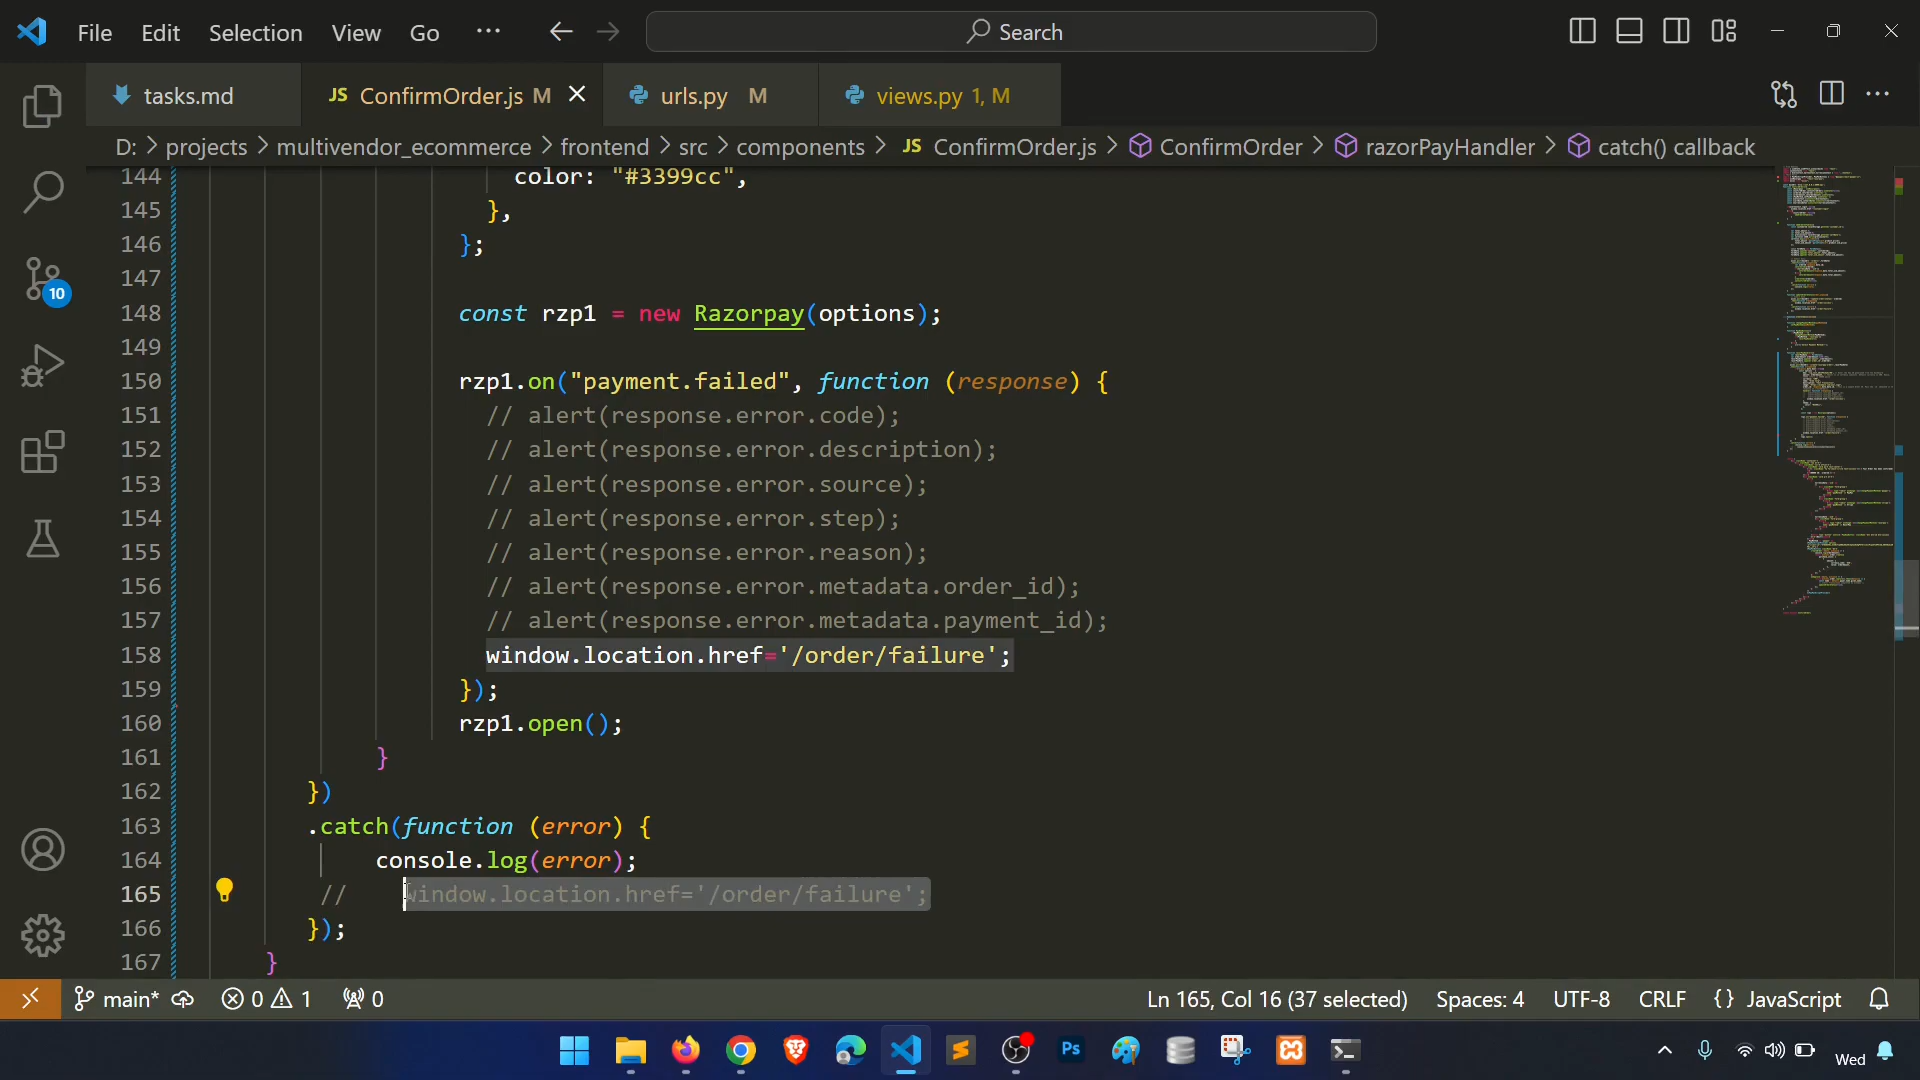 File Edit Selection View Go ··· Search
tasks.md JS ConfirmOrder.js M urls.py M views.py 1, M
D: > projects > multivendor_ecommerce > frontend > src > components > JS ConfirmOrder.js > ConfirmOrder > razorPayHandler > catch() callback
144 color: "#3399cc",
145 },
146 };
147
148 const rzp1 = new Razorpay(options);
149
150 rzp1.on("payment.failed", function (response) {
151 // alert(response.error.code);
152 // alert(response.error.description);
153 // alert(response.error.source);
154 // alert(response.error.step);
155 // alert(response.error.reason);
156 // alert(response.error.metadata.order_id);
157 // alert(response.error.metadata.payment_id);
158 window.location.href='/order/failure';
159 });
160 rzp1.open();
161 }
162 })
163 .catch(function (error) {
164 console.log(error);
165 // window.location.href='/order/failure';
166 });
167 }
10
main* 0 1 0 Ln 165, Col 16 (37 selected) Spaces: 4 UTF-8 CRLF {} JavaScript
Ps Wed